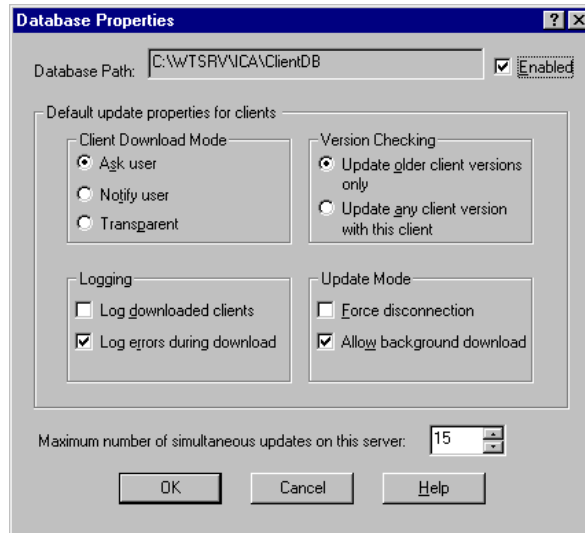 Database Properties
Database Path: C:\WTSRV\ICA\ClientDB Enabled
Default update properties for clients
Client Download Mode
Ask user
Notify user
Transparent
Version Checking
Update older client versions
only
Update any client version
with this client
Logging
Log downloaded clients
Log errors during download
Update Mode
Force disconnection
Allow background download
Maximum number of simultaneous updates on this server: 15
OK Cancel Help